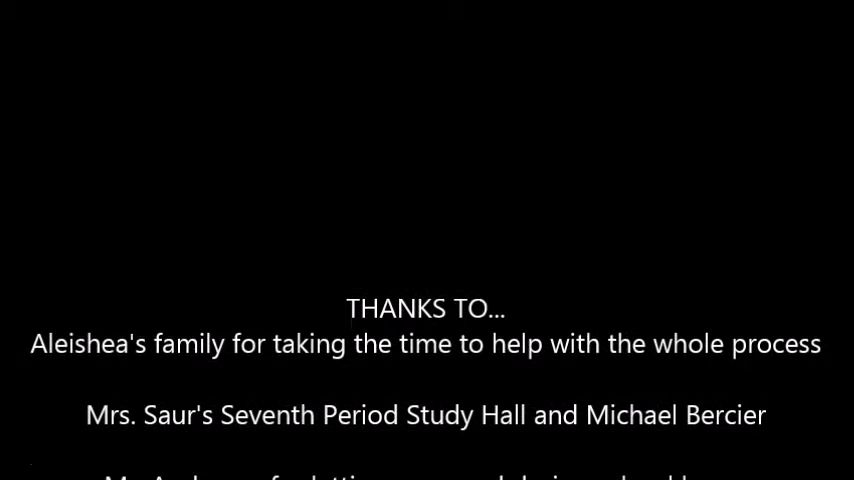 THANKS TO...
Aleishea's family for taking the time to help with the whole process
Mrs. Saur's Seventh Period Study Hall and Michael Bercier